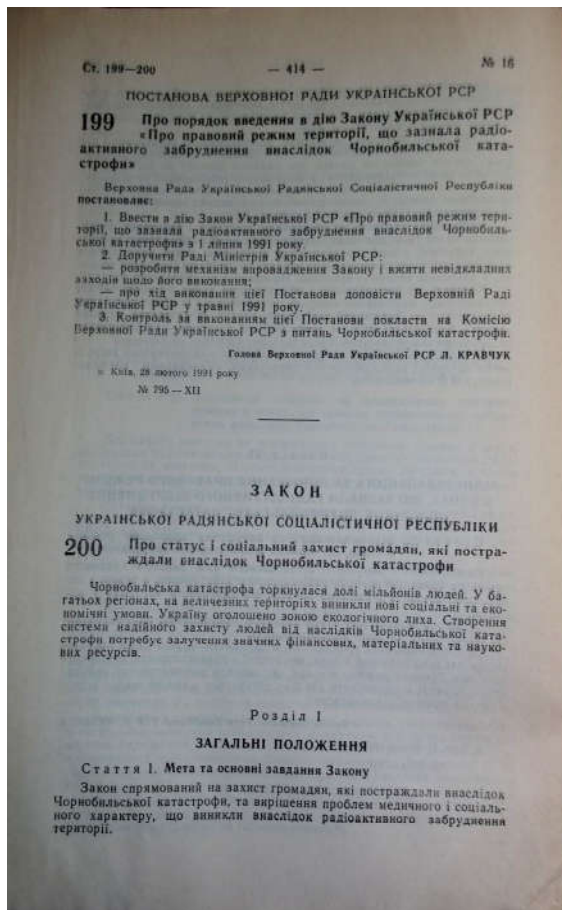 Ст. 199—200 — 414 — № 16
ПОСТАНОВА ВЕРХОВНОЇ РАДИ УКРАЇНСЬКОЇ РСР
199 Про порядок введення в дію Закону Української РСР
«Про правовий режим території, що зазнала радіо-
активного забруднення внаслідок Чорнобильської ката-
строфи»
Верховна Рада Української Радянської Соціалістичної Республіки
постановляє:
1. Ввести в дію Закон Української РСР «Про правовий режим тери-
торії, що зазнала радіоактивного забруднення внаслідок Чорнобиль-
ської катастрофи» з 1 липня 1991 року.
2. Доручити Раді Міністрів Української РСР:
— розробити механізм впровадження Закону і вжити невідкладних
заходів щодо його виконання;
— про хід виконання цієї Постанови доповісти Верховній Раді
Української РСР у травні 1991 року.
3. Контроль за виконанням цієї Постанови покласти на Комісію
Верховної Ради Української РСР з питань Чорнобильської катастрофи.
Голова Верховної Ради Української РСР Л. КРАВЧУК
м. Київ, 28 лютого 1991 року
№ 795—XII
ЗАКОН
УКРАЇНСЬКОЇ РАДЯНСЬКОЇ СОЦІАЛІСТИЧНОЇ РЕСПУБЛІКИ
200 Про статус і соціальний захист громадян, які постра-
ждали внаслідок Чорнобильської катастрофи
Чорнобильська катастрофа торкнулася долі мільйонів людей. У ба-
гатьох регіонах, на величезних територіях виникли нові соціальні та еко-
номічні умови. Україну оголошено зоною екологічного лиха. Створення
системи надійного захисту людей від наслідків Чорнобильської ката-
строфи потребує залучення значних фінансових, матеріальних та науко-
вих ресурсів.
Розділ I
ЗАГАЛЬНІ ПОЛОЖЕННЯ
Стаття 1. Мета та основні завдання Закону
Закон спрямований на захист громадян, які постраждали внаслідок
Чорнобильської катастрофи, та вирішення проблем медичного і соціаль-
ного характеру, що виникли внаслідок радіоактивного забруднення
території.